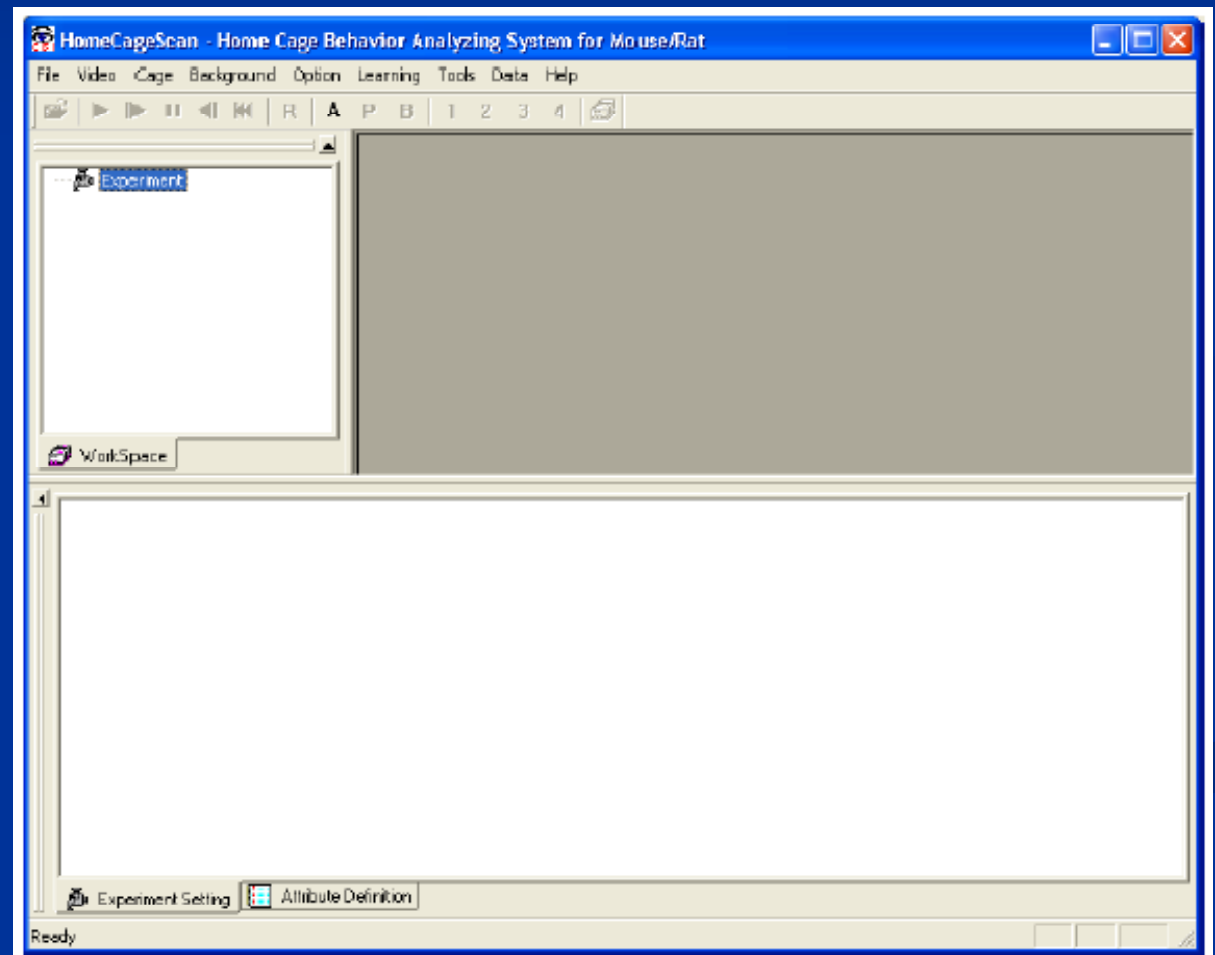 HomeCageScan - Home Cage Behavior Analyzing System for Mouse/Rat
File Video Cage Background Option Learning Tools Data Help
R A P B 1 2 3 4
Experiment
WorkSpace
Experiment Setting Attribute Definition
Ready